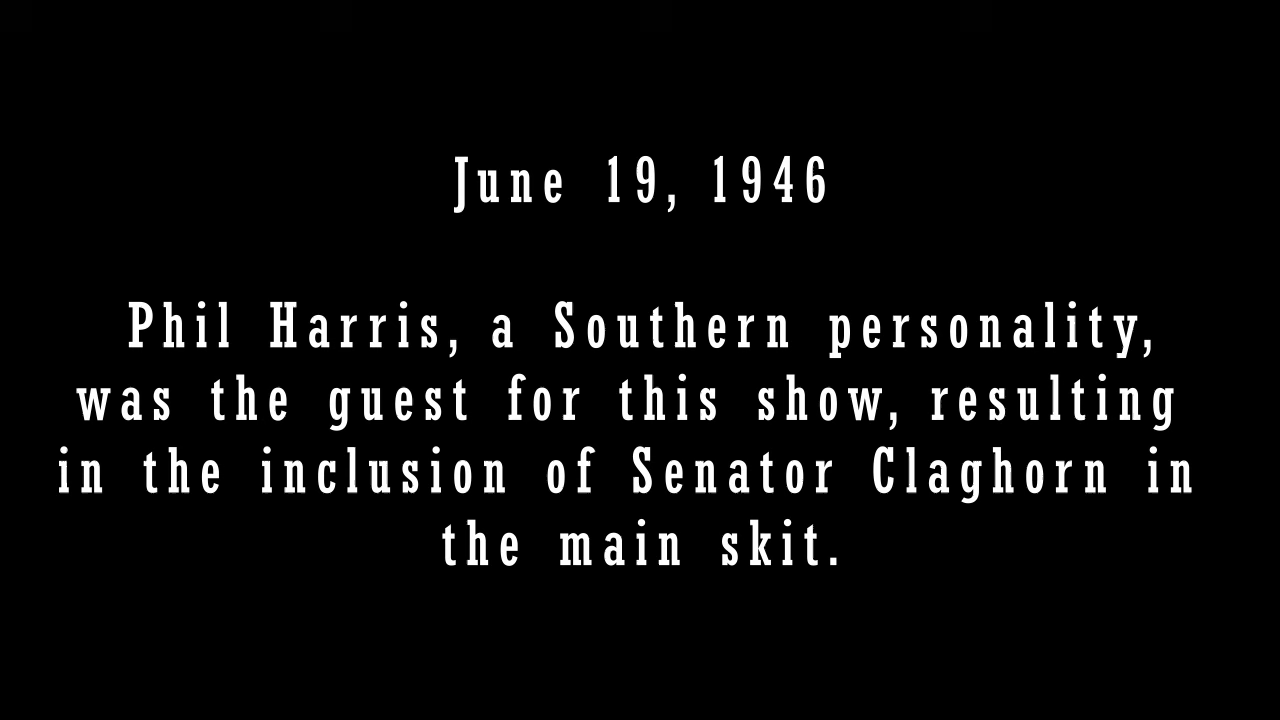 June 19, 1946
Phil Harris, a Southern personality,
was the guest for this show, resulting
in the inclusion of Senator Claghorn in
the main skit.